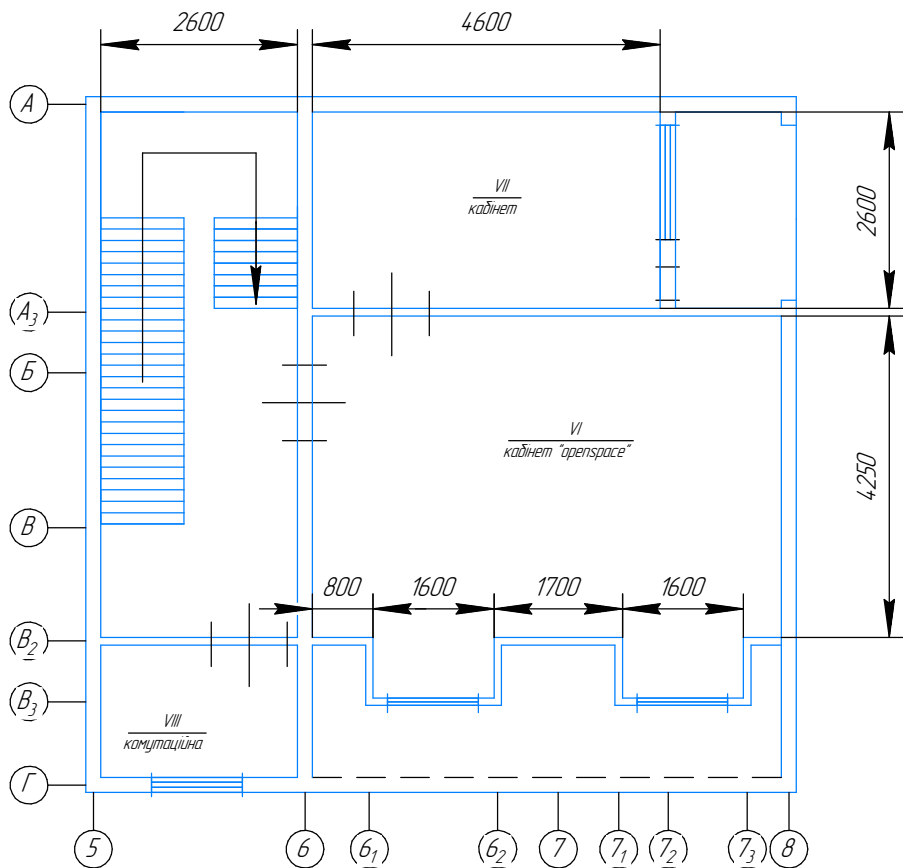 2600
4600
А
VII
кабінет
2600
А3
Б
VI
кабінет "openspace"
4250
В
800
1600
1700
1600
В2
В3
VIII
комутаційна
Г
5
6
61
62
7
71
72
73
8